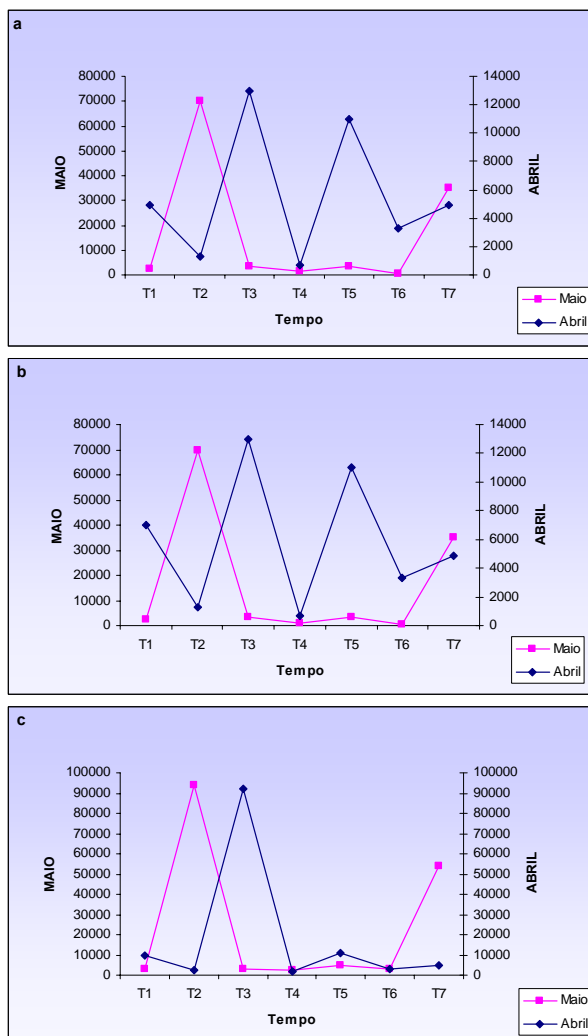 a
80000 14000
70000 12000
60000 10000
50000 8000
40000 6000
30000 4000
20000 2000
10000 0
0
MAIO
ABRIL
T1 T2 T3 T4 T5 T6 T7
Tempo
Maio
Abril
b
80000 14000
70000 12000
60000 10000
50000 8000
40000 6000
30000 4000
20000 2000
10000 0
0
MAIO
ABRIL
T1 T2 T3 T4 T5 T6 T7
Tempo
Maio
Abril
c
100000 100000
90000 90000
80000 80000
70000 70000
60000 60000
50000 50000
40000 40000
30000 30000
20000 20000
10000 10000
0 0
MAIO
ABRIL
T1 T2 T3 T4 T5 T6 T7
Tempo
Maio
Abril